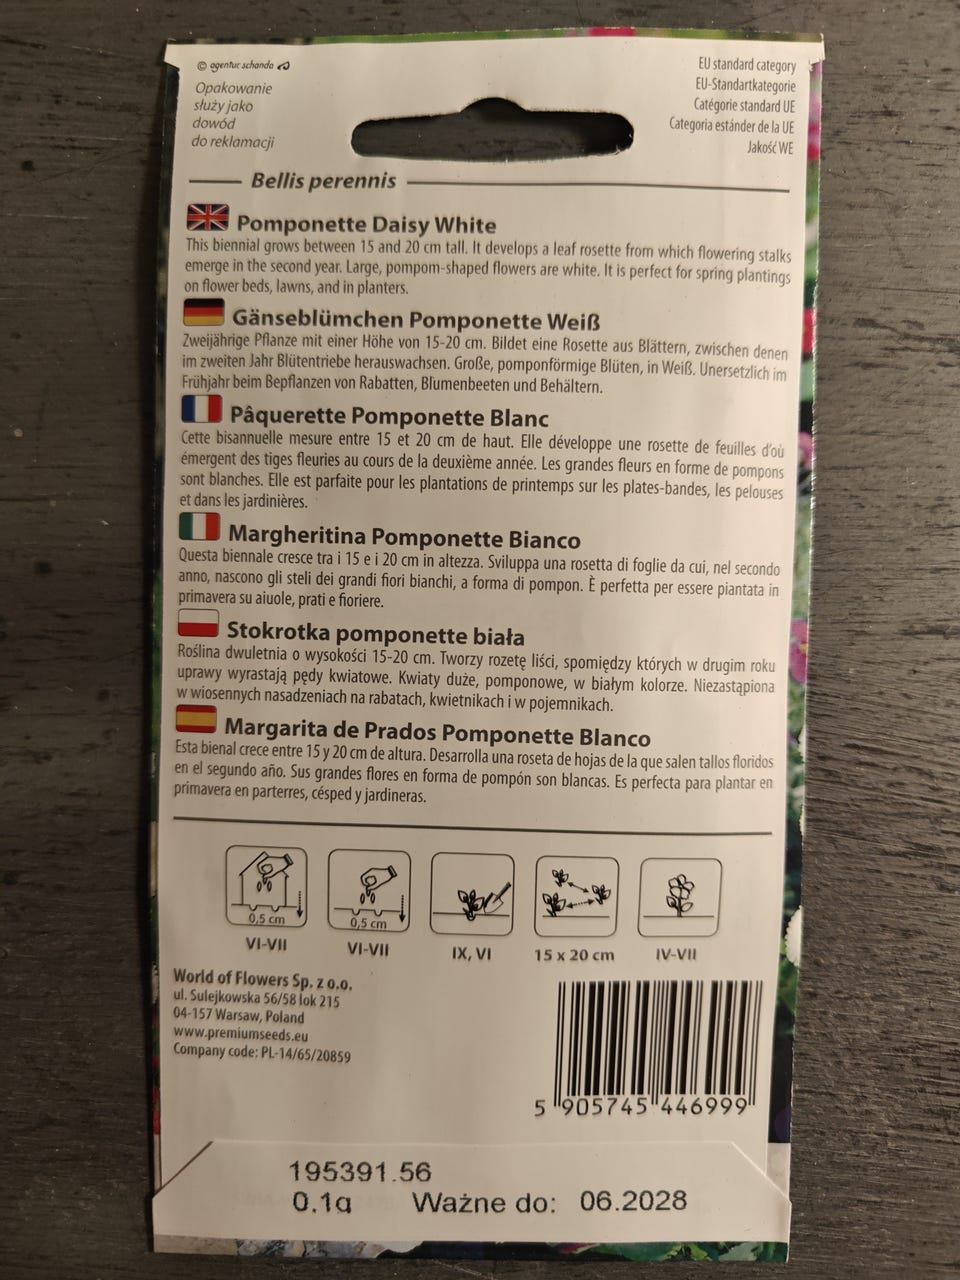 © agentur schanda
Opakowanie
służy jako
dowód
do reklamacji
EU standard category
EU-Standartkategorie
Catégorie standard UE
Categoria estánder de la UE
Jakość WE
Bellis perennis
Pomponette Daisy White
This biennial grows between 15 and 20 cm tall. It develops a leaf rosette from which flowering stalks
emerge in the second year. Large, pompom-shaped flowers are white. It is perfect for spring plantings
on flower beds, lawns, and in planters.
Gänseblümchen Pomponette Weiß
Zweijährige Pflanze mit einer Höhe von 15-20 cm. Bildet eine Rosette aus Blättern, zwischen denen
im zweiten Jahr Blütentriebe herauswachsen. Große, pomponförmige Blüten, in Weiß. Unersetzlich im
Frühjahr beim Bepflanzen von Rabatten, Blumenbeeten und Behältern.
Pâquerette Pomponette Blanc
Cette bisannuelle mesure entre 15 et 20 cm de haut. Elle développe une rosette de feuilles d'où
émergent des tiges fleuries au cours de la deuxième année. Les grandes fleurs en forme de pompons
sont blanches. Elle est parfaite pour les plantations de printemps sur les plates-bandes, les pelouses
et dans les jardinières.
Margheritina Pomponette Bianco
Questa biennale cresce tra i 15 e i 20 cm in altezza. Sviluppa una rosetta di foglie da cui, nel secondo
anno, nascono gli steli dei grandi fiori bianchi, a forma di pompon. È perfetta per essere piantata in
primavera su aiuole, prati e fioriere.
Stokrotka pomponette biała
Roślina dwuletnia o wysokości 15-20 cm. Tworzy rozetę liści, spomiędzy których w drugim roku
uprawy wyrastają pędy kwiatowe. Kwiaty duże, pomponowe, w białym kolorze. Niezastąpiona
w wiosennych nasadzeniach na rabatach, kwietnikach i w pojemnikach.
Margarita de Prados Pomponette Blanco
Esta bienal crece entre 15 y 20 cm de altura. Desarrolla una roseta de hojas de la que salen tallos floridos
en el segundo año. Sus grandes flores en forma de pompón son blancas. Es perfecta para plantar en
primavera en parterres, césped y jardineras.
0,5 cm 0,5 cm
VI-VII VI-VII IX, VI 15 x 20 cm IV-VII
World of Flowers Sp. z o.o.
ul. Sulejkowska 56/58 lok 215
04-157 Warsaw, Poland
www.premiumseeds.eu
Company code: PL-14/65/20859
5 905745 446999
195391.56
0.1g Ważne do: 06.2028